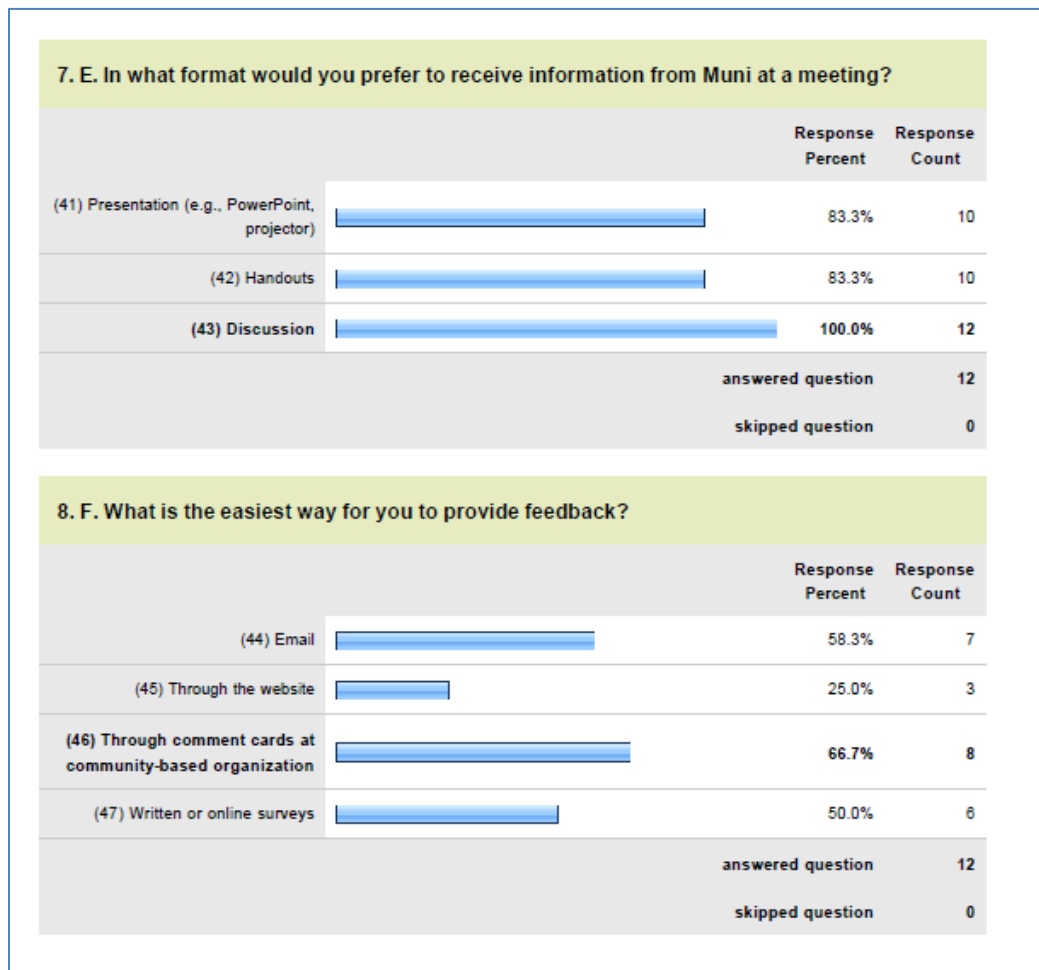 7. E. In what format would you prefer to receive information from Muni at a meeting?
Response Response
Percent Count
(41) Presentation (e.g., PowerPoint,
projector) 83.3% 10
(42) Handouts 83.3% 10
(43) Discussion 100.0% 12
answered question 12
skipped question 0
8. F. What is the easiest way for you to provide feedback?
Response Response
Percent Count
(44) Email 58.3% 7
(45) Through the website 25.0% 3
(46) Through comment cards at
community-based organization 66.7% 8
(47) Written or online surveys 50.0% 6
answered question 12
skipped question 0